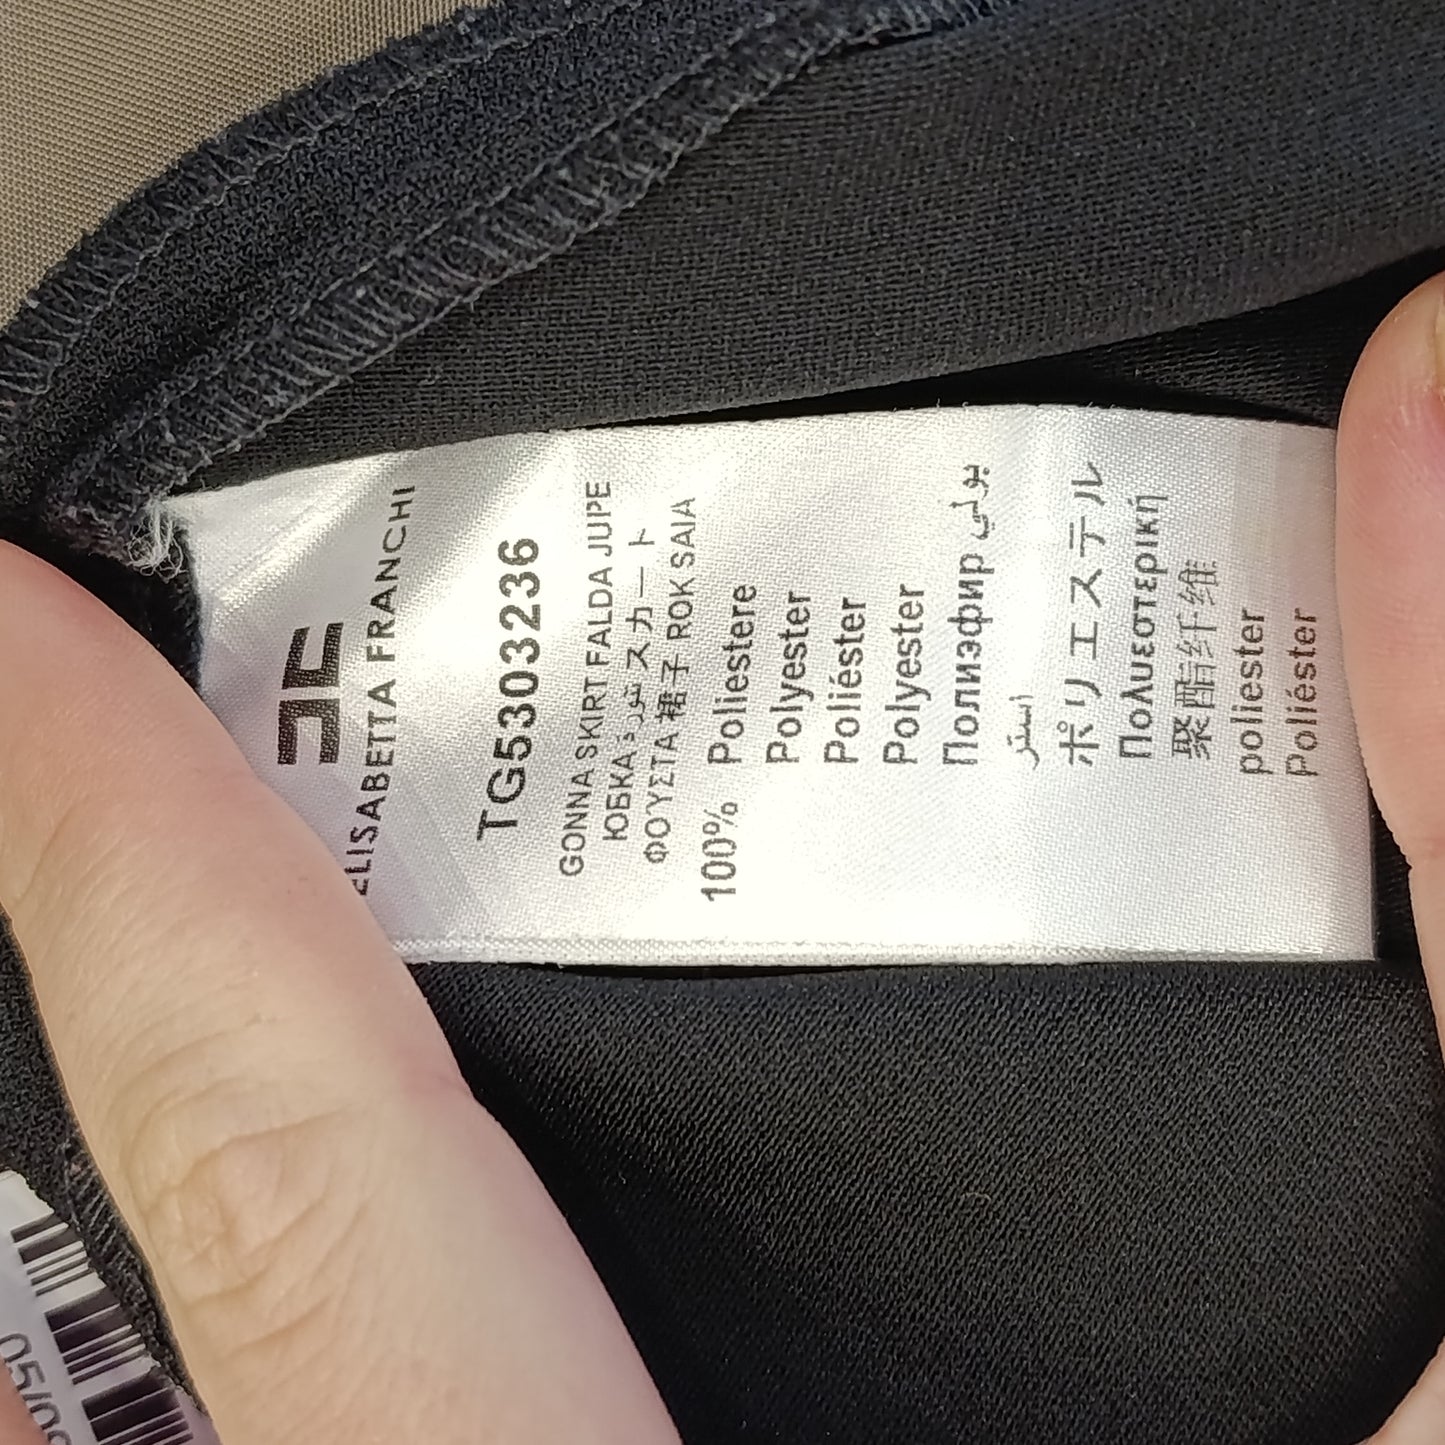 ELISABETTA FRANCHI
TG5303236
GONNA SKIRT FALDA JUPE
ЮБКА تنورة スカート
ΦΟΎΣΤΑ 裙子 ROK SAIA
100% Poliestere
Polyester
Poliéster
Polyester
Полиэфир بولي
استر
ポリエステル
Πολυεστερική
聚酯纤维
poliester
Poliéster